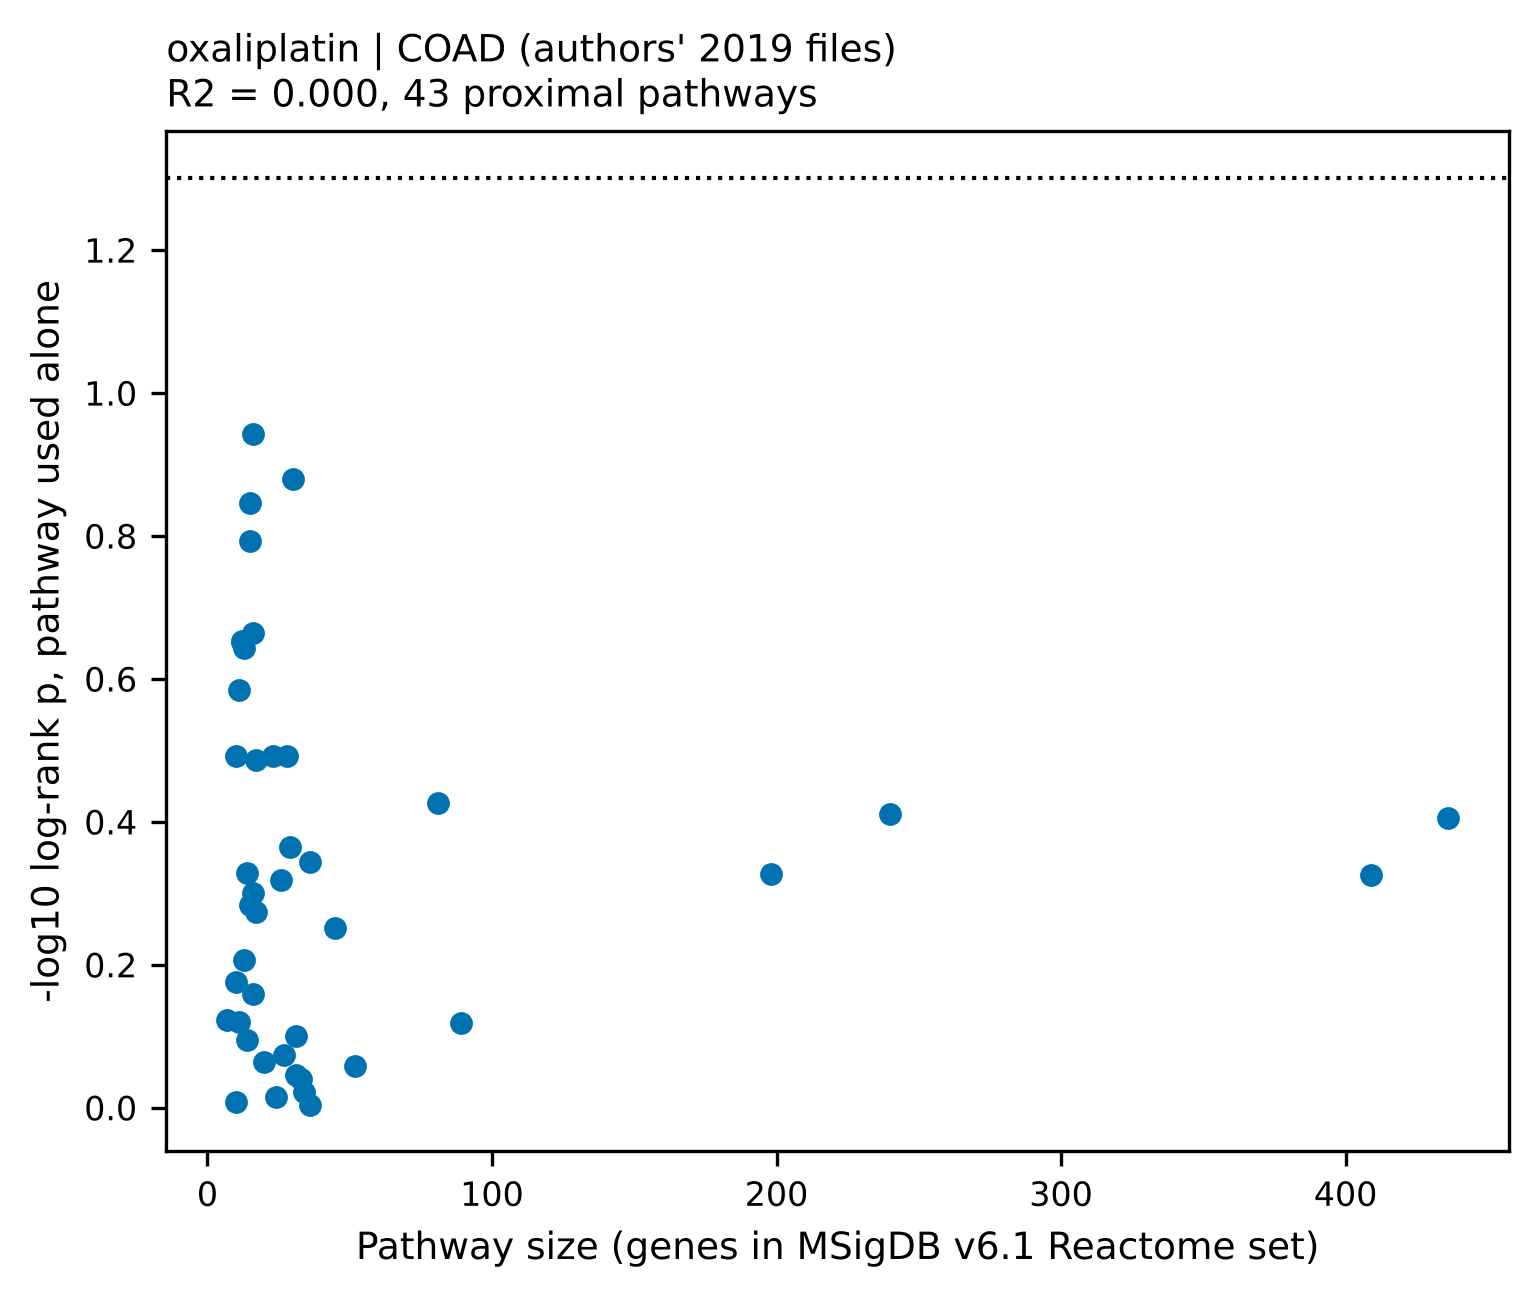 oxaliplatin | COAD (authors' 2019 files)
R2 = 0.000, 43 proximal pathways
-log10 log-rank p, pathway used alone
1.2
1.0
0.8
0.6
0.4
0.2
0.0
0 100 200 300 400
Pathway size (genes in MSigDB v6.1 Reactome set)